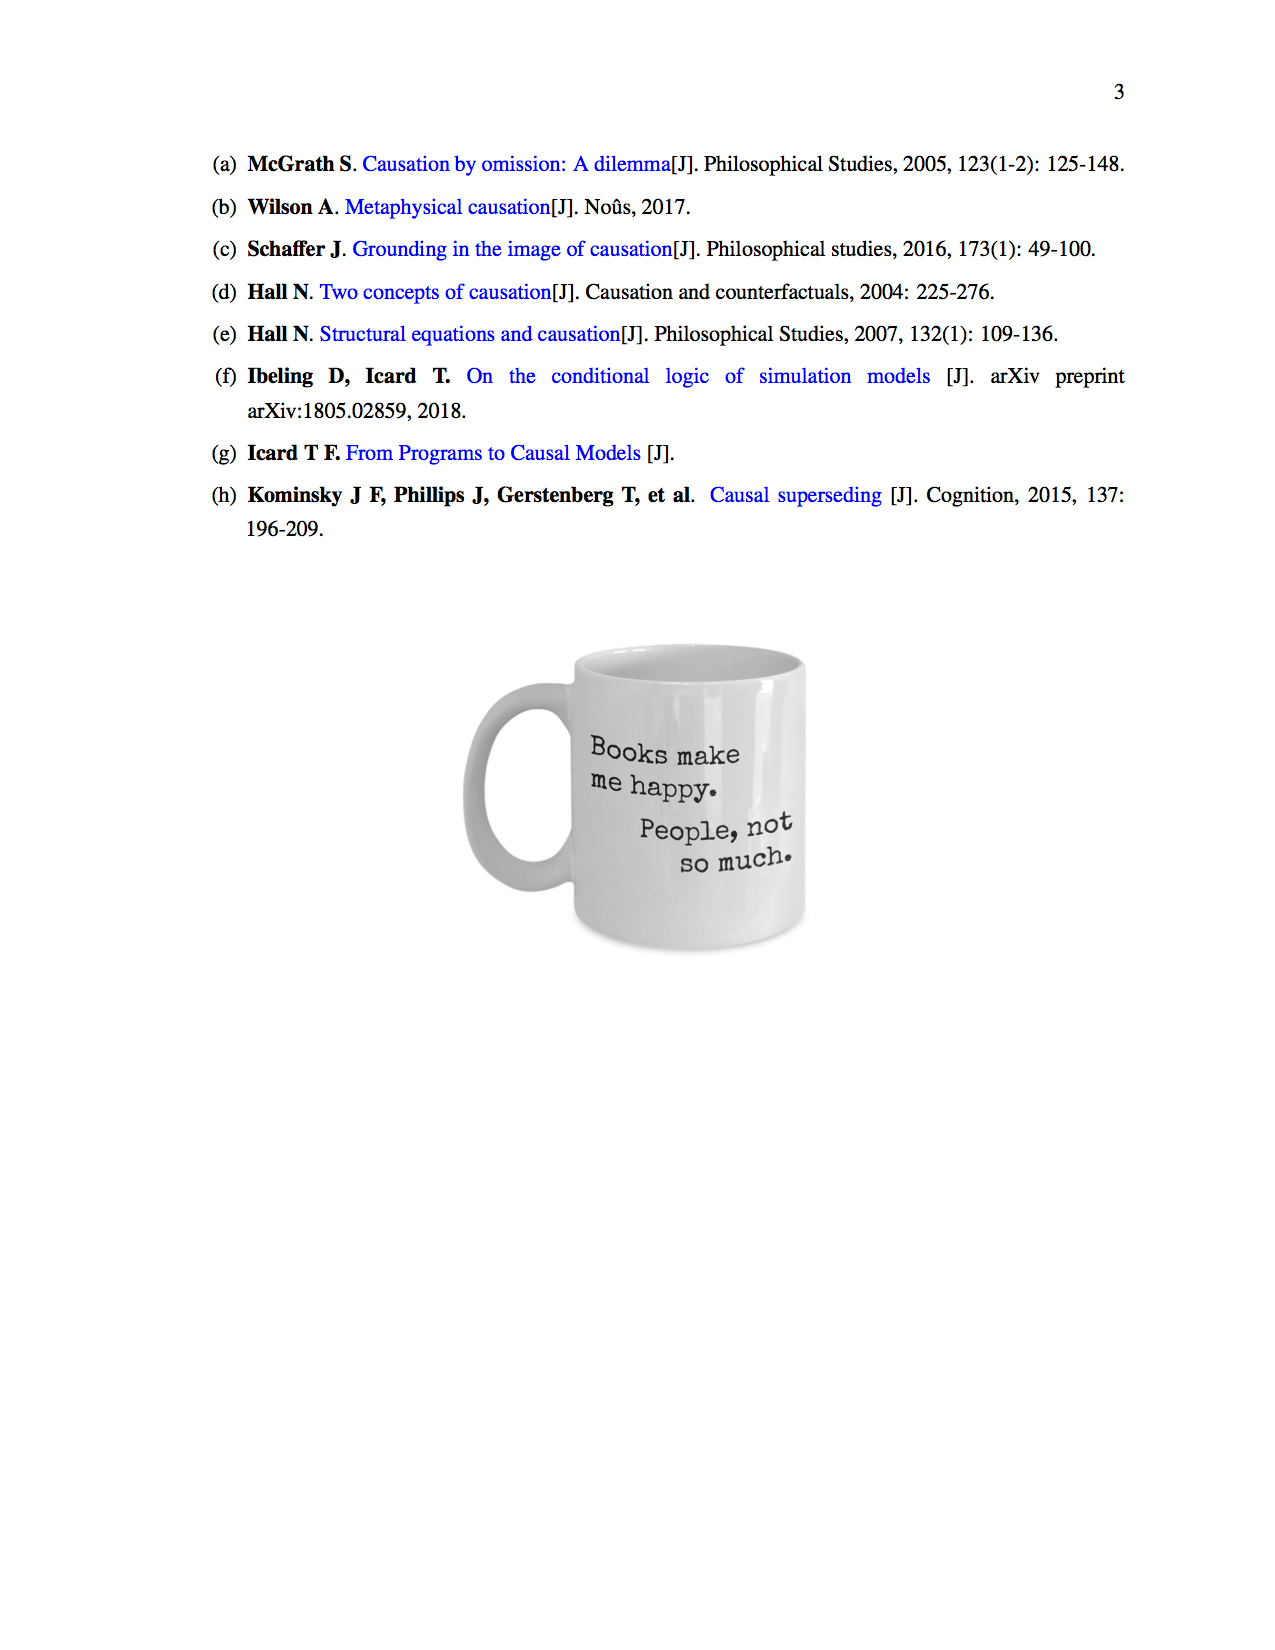 3
(a) McGrath S. Causation by omission: A dilemma[J]. Philosophical Studies, 2005, 123(1-2): 125-148.
(b) Wilson A. Metaphysical causation[J]. Noûs, 2017.
(c) Schaffer J. Grounding in the image of causation[J]. Philosophical studies, 2016, 173(1): 49-100.
(d) Hall N. Two concepts of causation[J]. Causation and counterfactuals, 2004: 225-276.
(e) Hall N. Structural equations and causation[J]. Philosophical Studies, 2007, 132(1): 109-136.
(f) Ibeling D, Icard T. On the conditional logic of simulation models [J]. arXiv preprint
arXiv:1805.02859, 2018.
(g) Icard T F. From Programs to Causal Models [J].
(h) Kominsky J F, Phillips J, Gerstenberg T, et al. Causal superseding [J]. Cognition, 2015, 137:
196-209.
Books make
me happy.
People, not
so much.